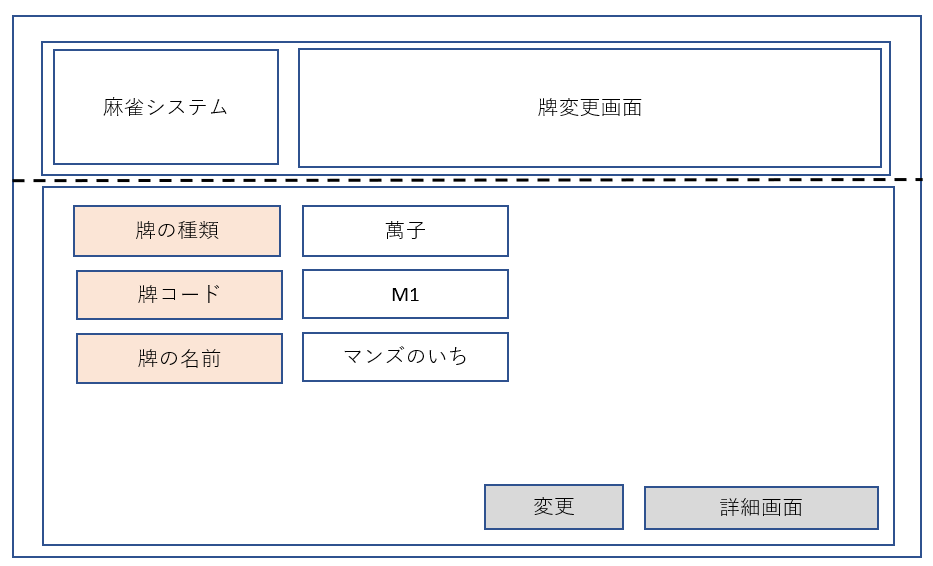 麻雀システム
牌変更画面
牌の種類
萬子
牌コード
M1
牌の名前
マンズのいち
変更
詳細画面